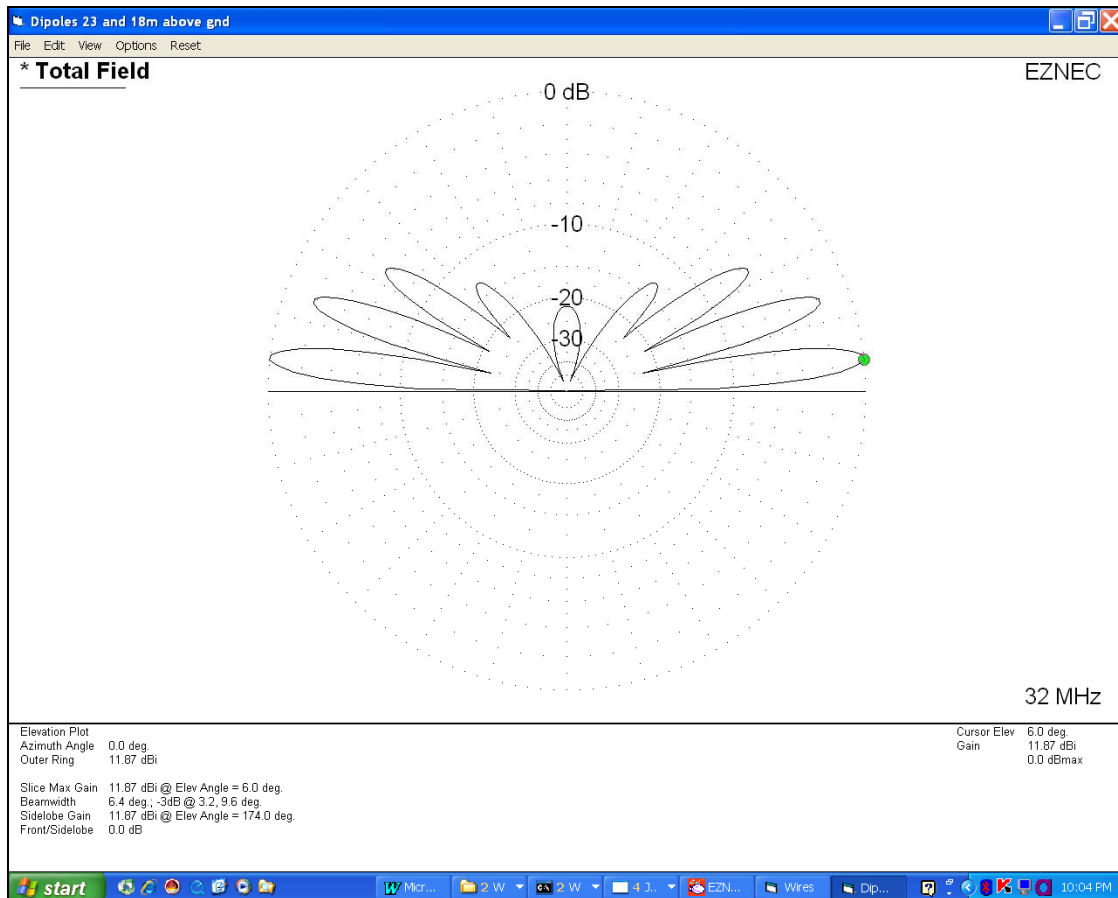 Dipoles 23 and 18m above gnd
File Edit View Options Reset
* Total Field
EZNEC
0 dB
-10
-20
-30
32 MHz
Elevation Plot
Azimuth Angle 0.0 deg.
Outer Ring 11.87 dBi
Slice Max Gain 11.87 dBi @ Elev Angle = 6.0 deg.
Beamwidth 6.4 deg.; -3dB @ 3.2, 9.6 deg.
Sidelobe Gain 11.87 dBi @ Elev Angle = 174.0 deg.
Front/Sidelobe 0.0 dB
Cursor Elev 6.0 deg.
Gain 11.87 dBi
0.0 dBmax
start Micr... 2 W 2 W 4 J.. EZN... Wires Dip... 10:04 PM